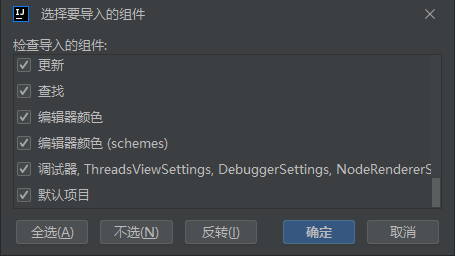 IJ 选择要导入的组件
检查导入的组件:
更新
查找
编辑器颜色
编辑器颜色 (schemes)
调试器, ThreadsViewSettings, DebuggerSettings, NodeRendererS
默认项目
全选(A) 不选(N) 反转(I) 确定 取消